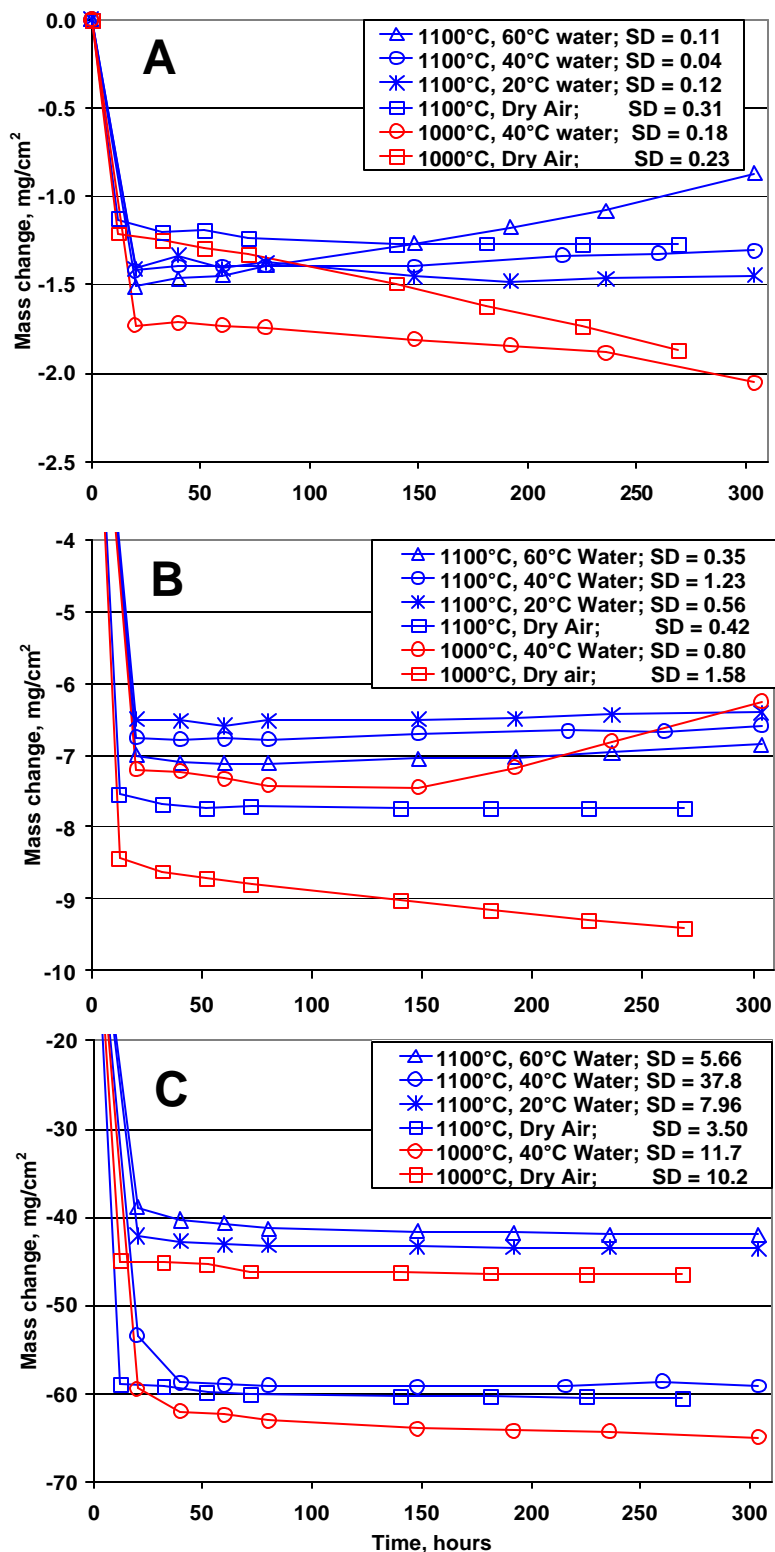 0.0
-0.5
-1.0
-1.5
-2.0
-2.5
Mass change, mg/cm²
A
1100°C, 60°C water; SD = 0.11
1100°C, 40°C water; SD = 0.04
1100°C, 20°C water; SD = 0.12
1100°C, Dry Air; SD = 0.31
1000°C, 40°C water; SD = 0.18
1000°C, Dry Air; SD = 0.23
0 50 100 150 200 250 300
-4
-5
-6
-7
-8
-9
-10
Mass change, mg/cm²
B
1100°C, 60°C Water; SD = 0.35
1100°C, 40°C Water; SD = 1.23
1100°C, 20°C Water; SD = 0.56
1100°C, Dry Air; SD = 0.42
1000°C, 40°C Water; SD = 0.80
1000°C, Dry air; SD = 1.58
0 50 100 150 200 250 300
-20
-30
-40
-50
-60
-70
Mass change, mg/cm²
C
1100°C, 60°C Water; SD = 5.66
1100°C, 40°C Water; SD = 37.8
1100°C, 20°C Water; SD = 7.96
1100°C, Dry Air; SD = 3.50
1000°C, 40°C Water; SD = 11.7
1000°C, Dry Air; SD = 10.2
0 50 100 150 200 250 300
Time, hours